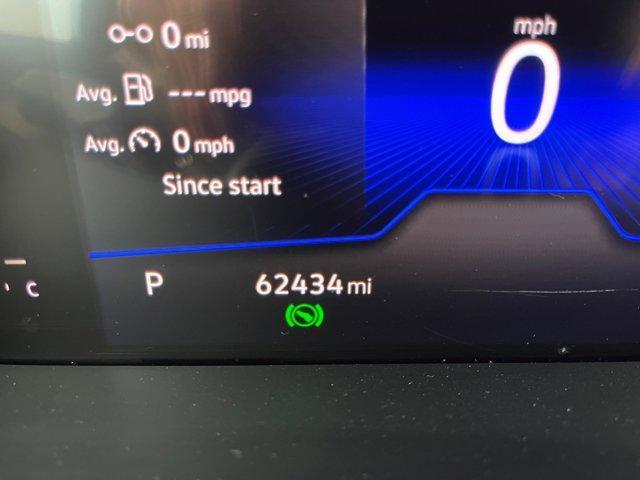 0 mi
Avg. --- mpg
Avg. 0 mph
Since start
mph
0
C
P
62434 mi